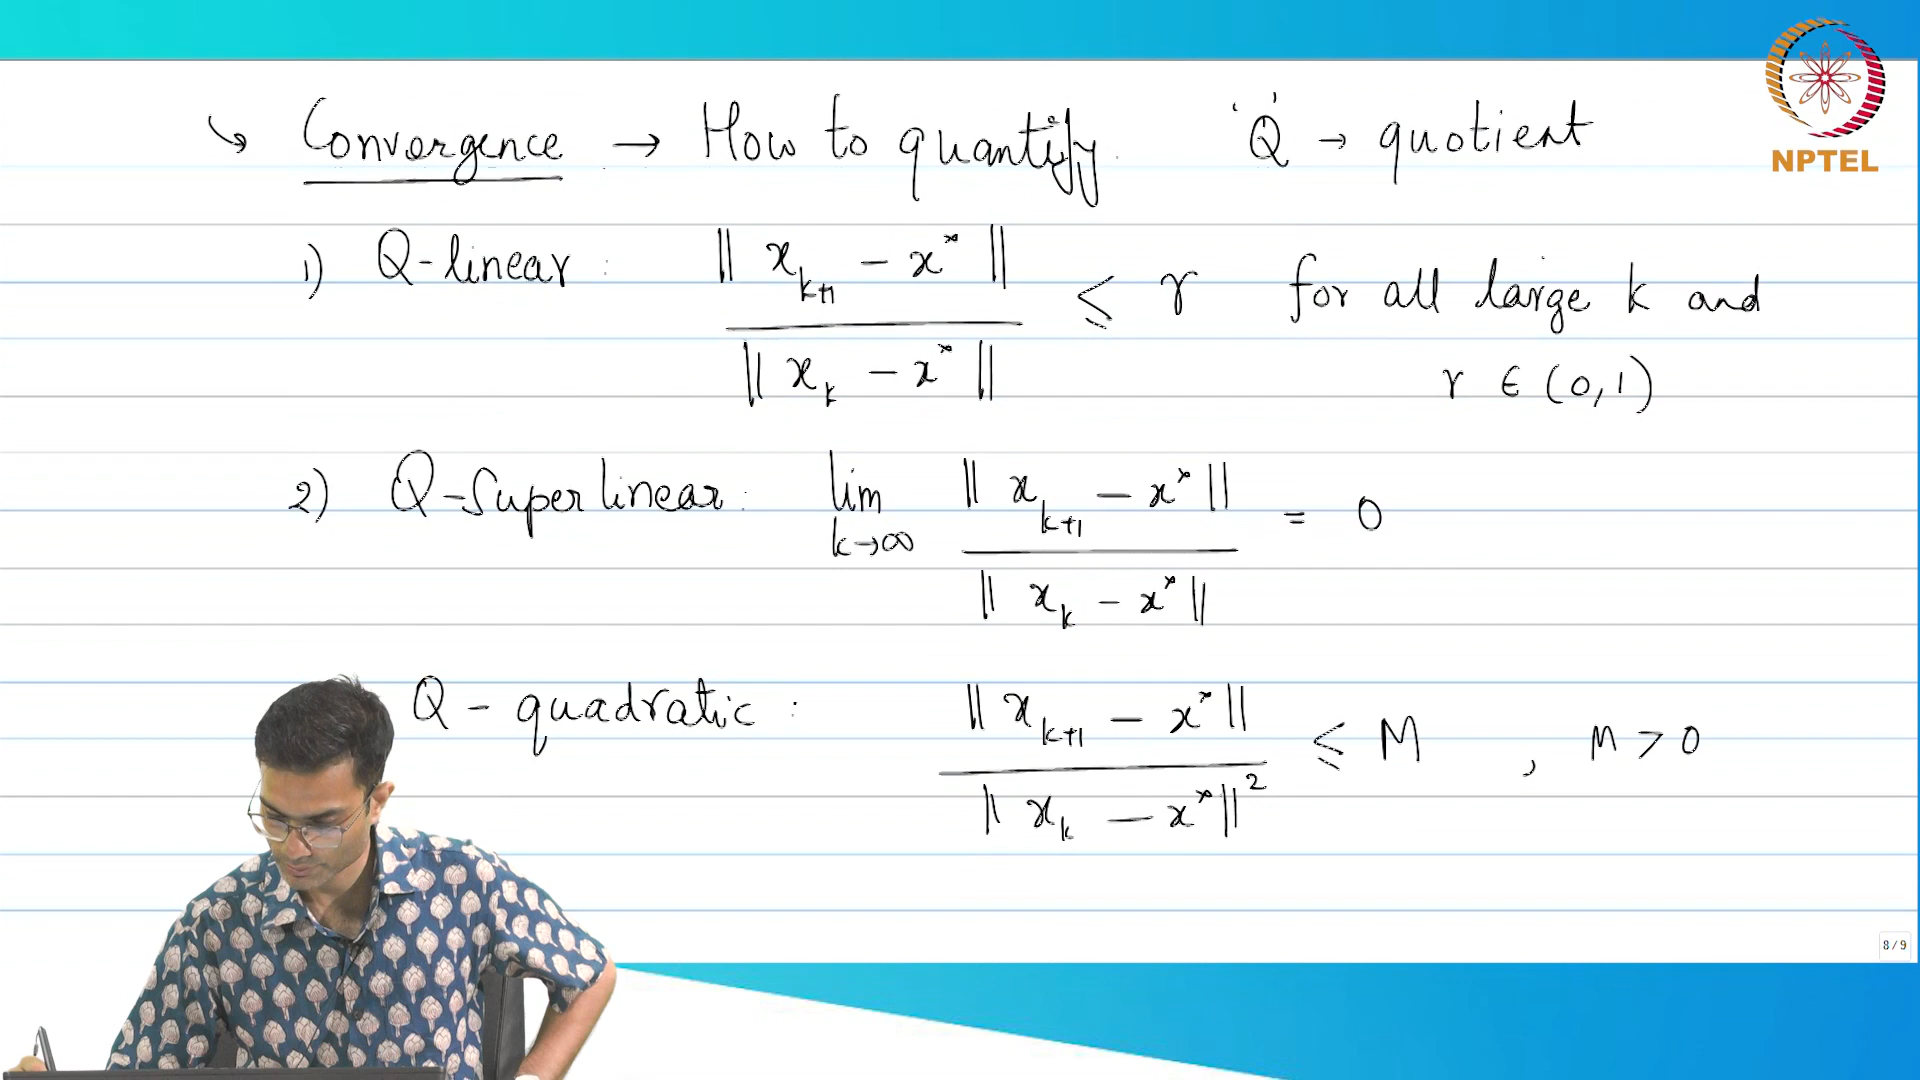 ↳ Convergence → How to quantify 'Q' → quotient
NPTEL
1) Q-linear : || x_{k+1} - x* || / || x_k - x* || ≤ r for all large k and
r ∈ (0,1)
2) Q-Superlinear : lim_{k→∞} || x_{k+1} - x* || / || x_k - x* || = 0
Q - quadratic : || x_{k+1} - x* || / || x_k - x* ||² ≤ M , M > 0
8/9